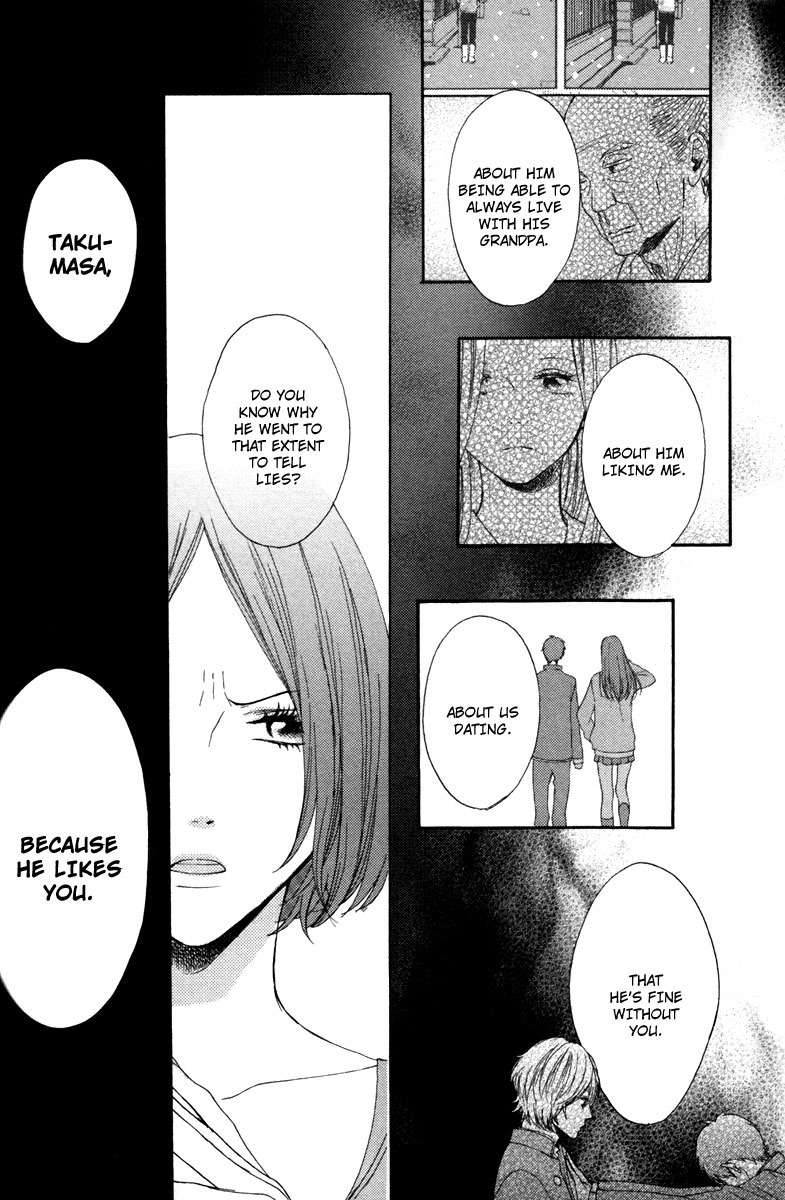 ABOUT HIM
BEING ABLE TO
ALWAYS LIVE
WITH HIS
GRANDPA.
ABOUT HIM
LIKING ME.
ABOUT US
DATING.
THAT
HE'S FINE
WITHOUT
YOU.
DO YOU
KNOW WHY
HE WENT TO
THAT EXTENT
TO TELL
LIES?
TAKU-
MASA,
BECAUSE
HE LIKES
YOU.